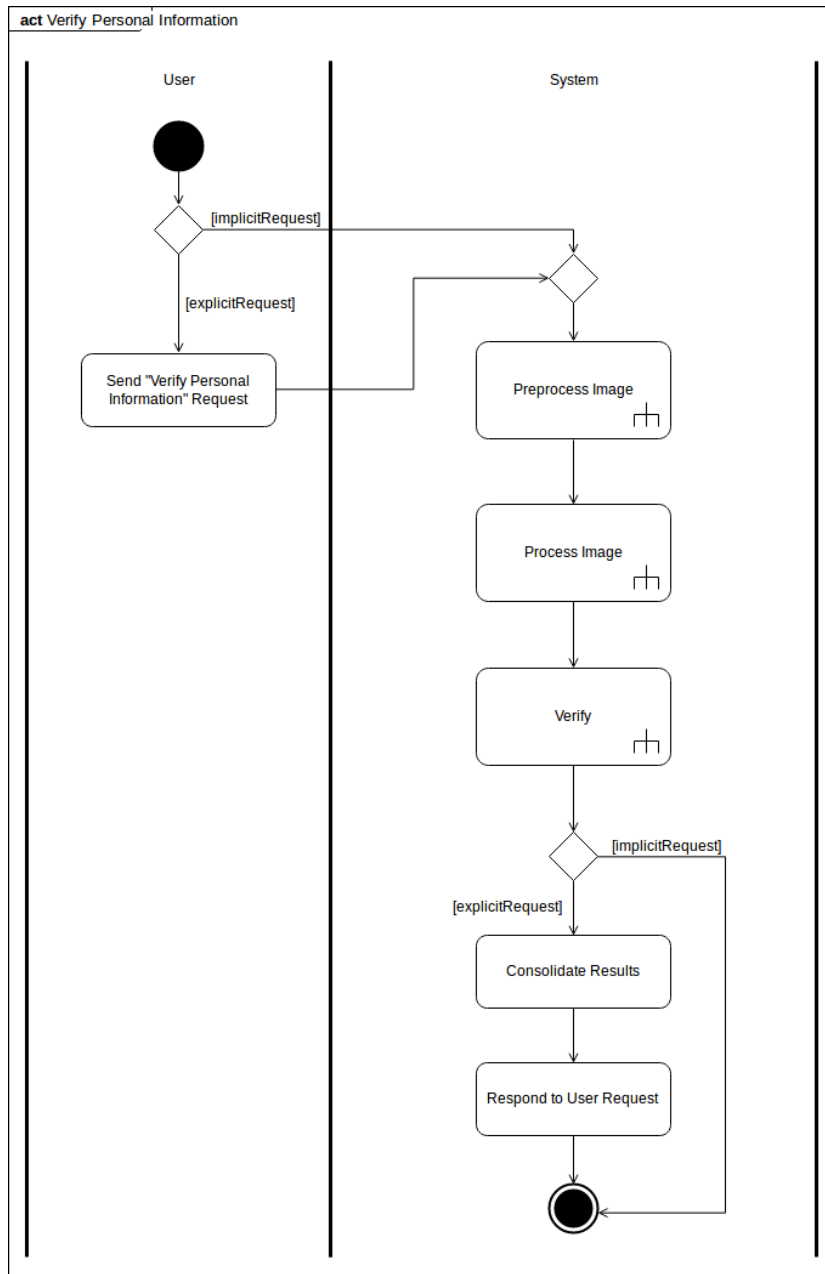 act Verify Personal Information
User
System
[implicitRequest]
[explicitRequest]
Send "Verify Personal
Information" Request
Preprocess Image
Process Image
Verify
[implicitRequest]
[explicitRequest]
Consolidate Results
Respond to User Request